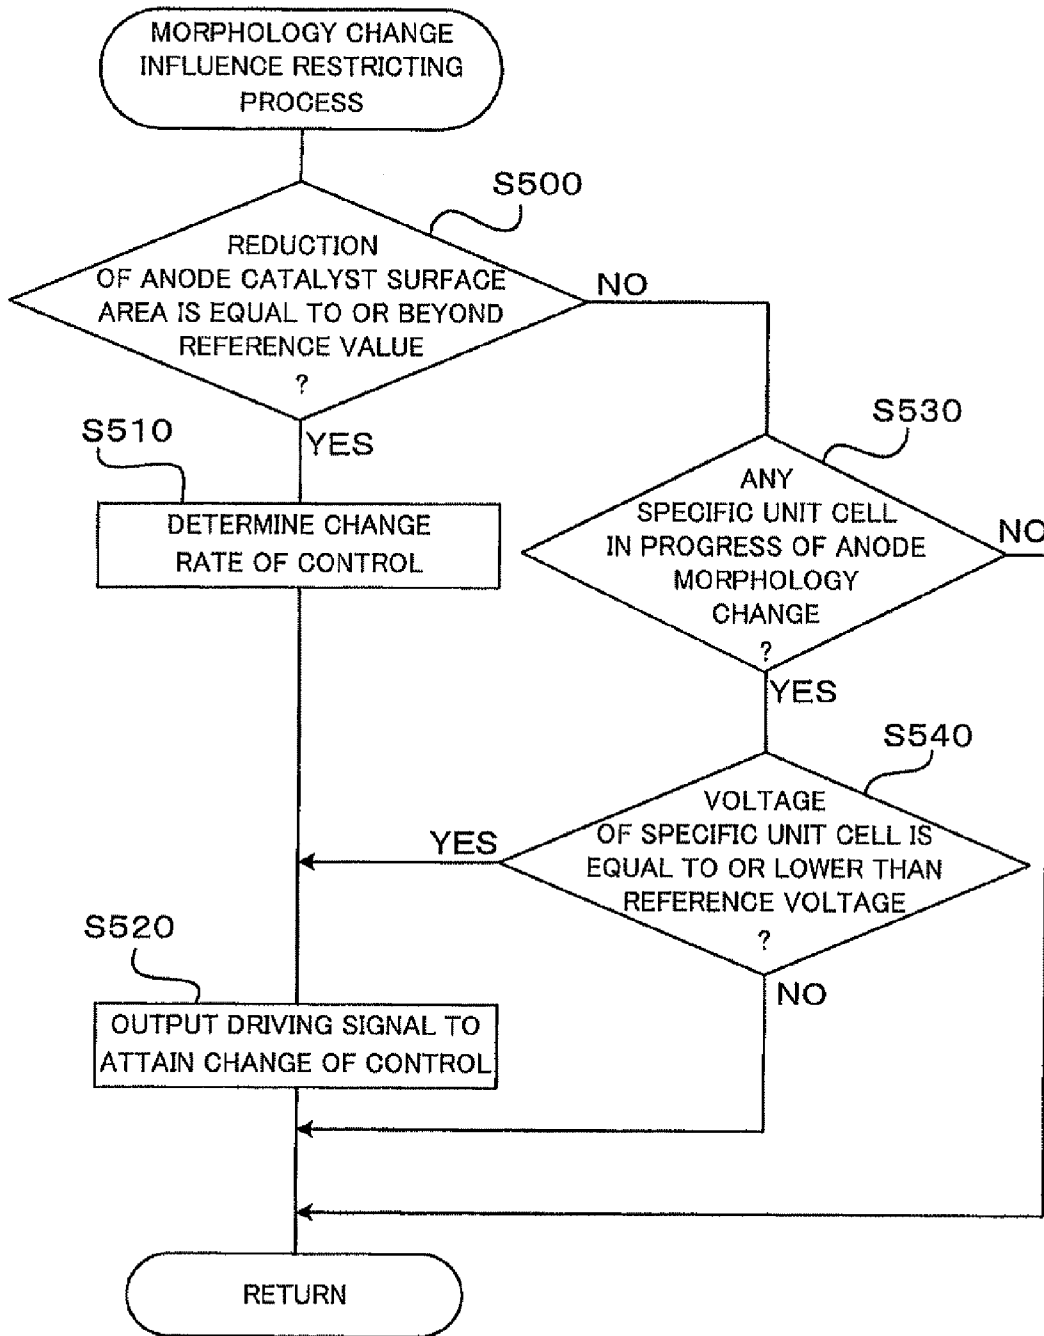 MORPHOLOGY CHANGE
INFLUENCE RESTRICTING
PROCESS
S500
REDUCTION
OF ANODE CATALYST SURFACE
AREA IS EQUAL TO OR BEYOND
REFERENCE VALUE
?
NO
YES
S510
DETERMINE CHANGE
RATE OF CONTROL
S530
ANY
SPECIFIC UNIT CELL
IN PROGRESS OF ANODE
MORPHOLOGY
CHANGE
?
NO
YES
S540
VOLTAGE
OF SPECIFIC UNIT CELL IS
EQUAL TO OR LOWER THAN
REFERENCE VOLTAGE
?
YES
NO
S520
OUTPUT DRIVING SIGNAL TO
ATTAIN CHANGE OF CONTROL
RETURN